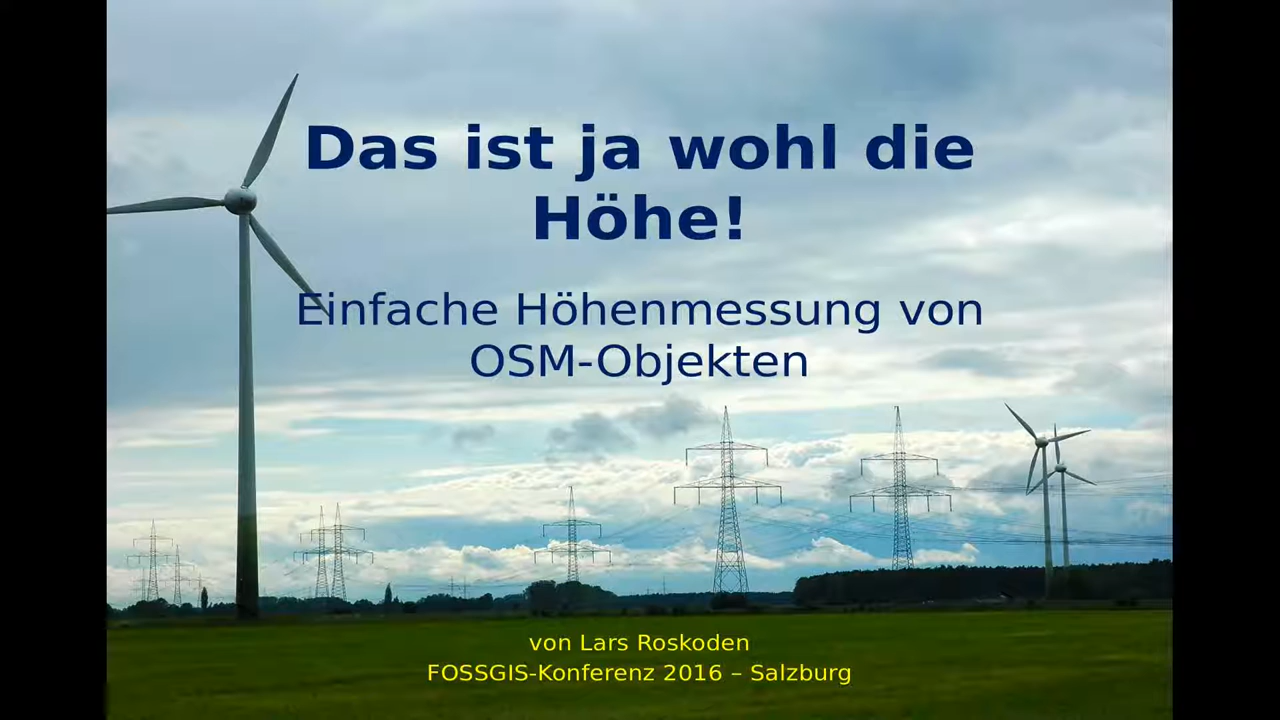 Das ist ja wohl die
Höhe!
Einfache Höhenmessung von
OSM-Objekten
von Lars Roskoden
FOSSGIS-Konferenz 2016 – Salzburg